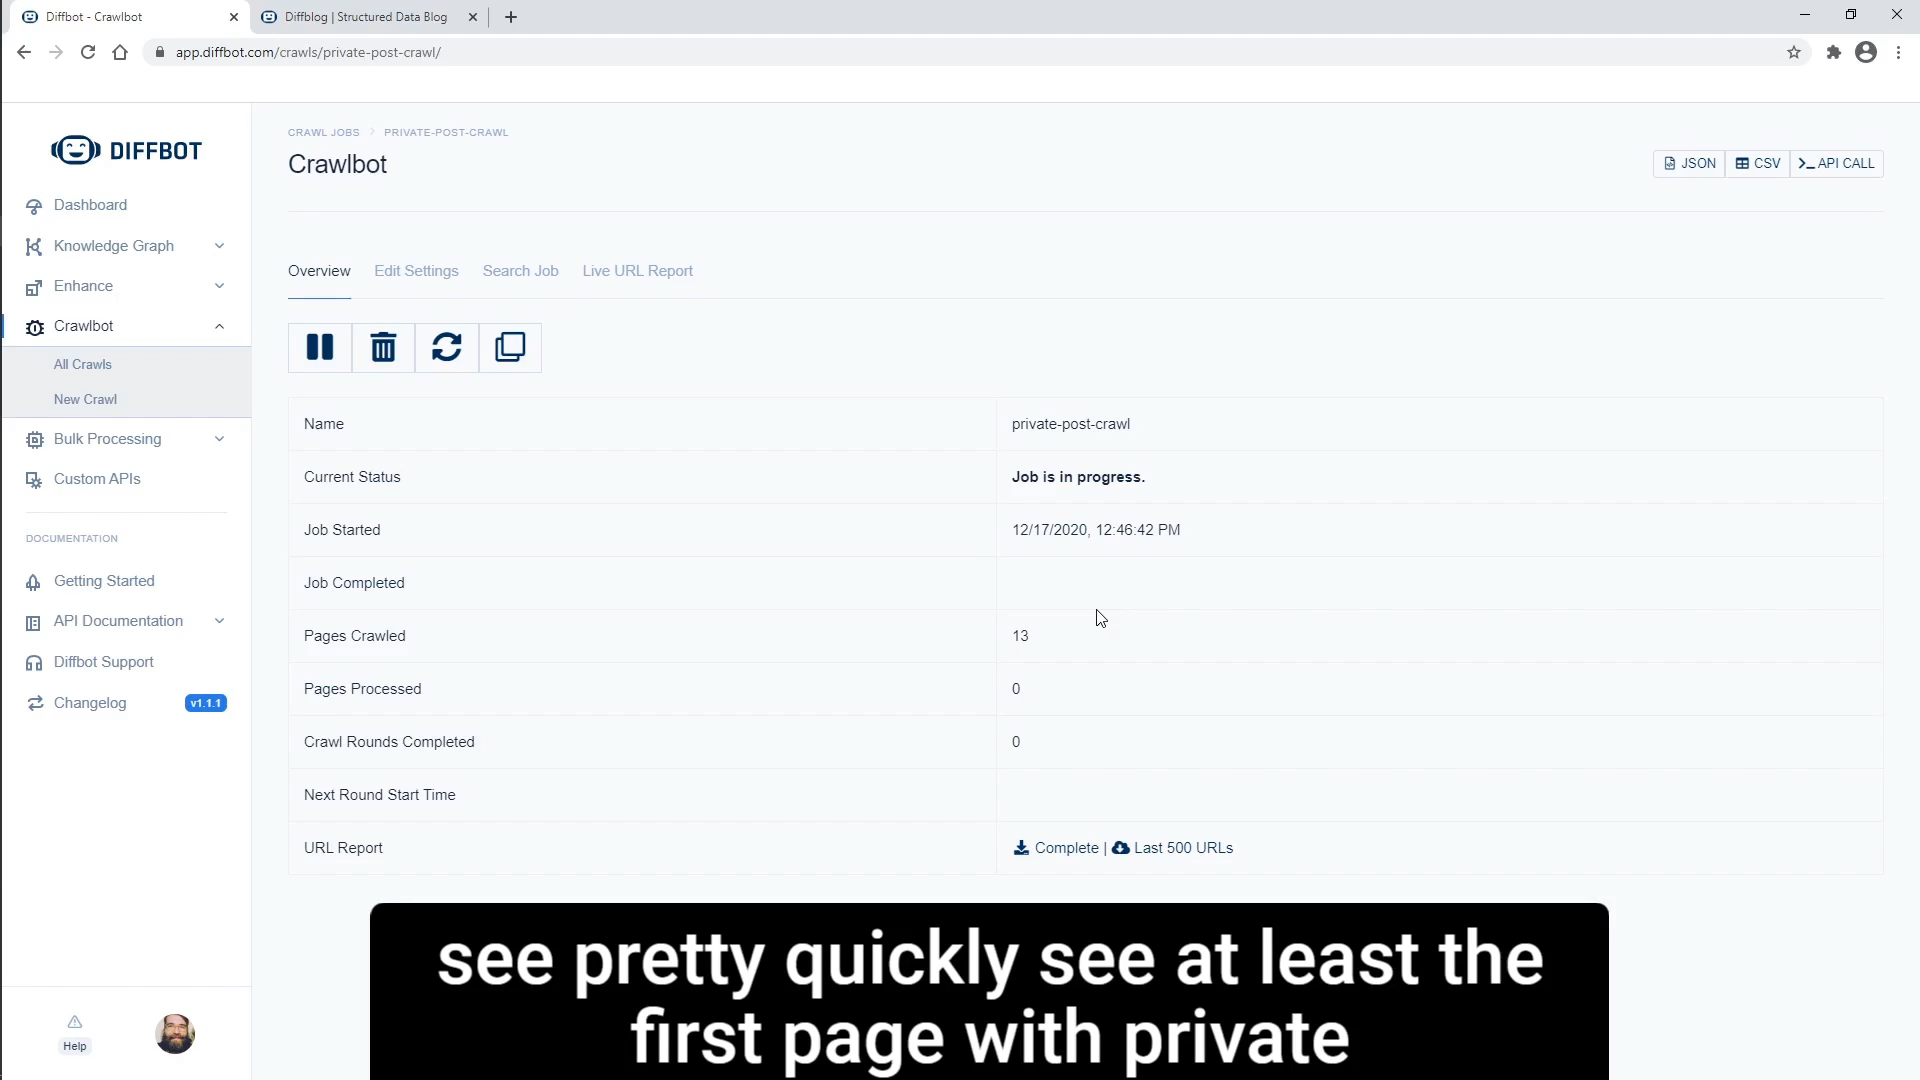 Diffbot - Crawlbot
Diffblog | Structured Data Blog
app.diffbot.com/crawls/private-post-crawl/
DIFFBOT
Dashboard
Knowledge Graph
Enhance
Crawlbot
All Crawls
New Crawl
Bulk Processing
Custom APIs
DOCUMENTATION
Getting Started
API Documentation
Diffbot Support
Changelog v1.1.1
Help
CRAWL JOBS > PRIVATE-POST-CRAWL
Crawlbot
JSON CSV >_ API CALL
Overview Edit Settings Search Job Live URL Report
Name private-post-crawl
Current Status Job is in progress.
Job Started 12/17/2020, 12:46:42 PM
Job Completed
Pages Crawled 13
Pages Processed 0
Crawl Rounds Completed 0
Next Round Start Time
URL Report Complete | Last 500 URLs
see pretty quickly see at least the
first page with private